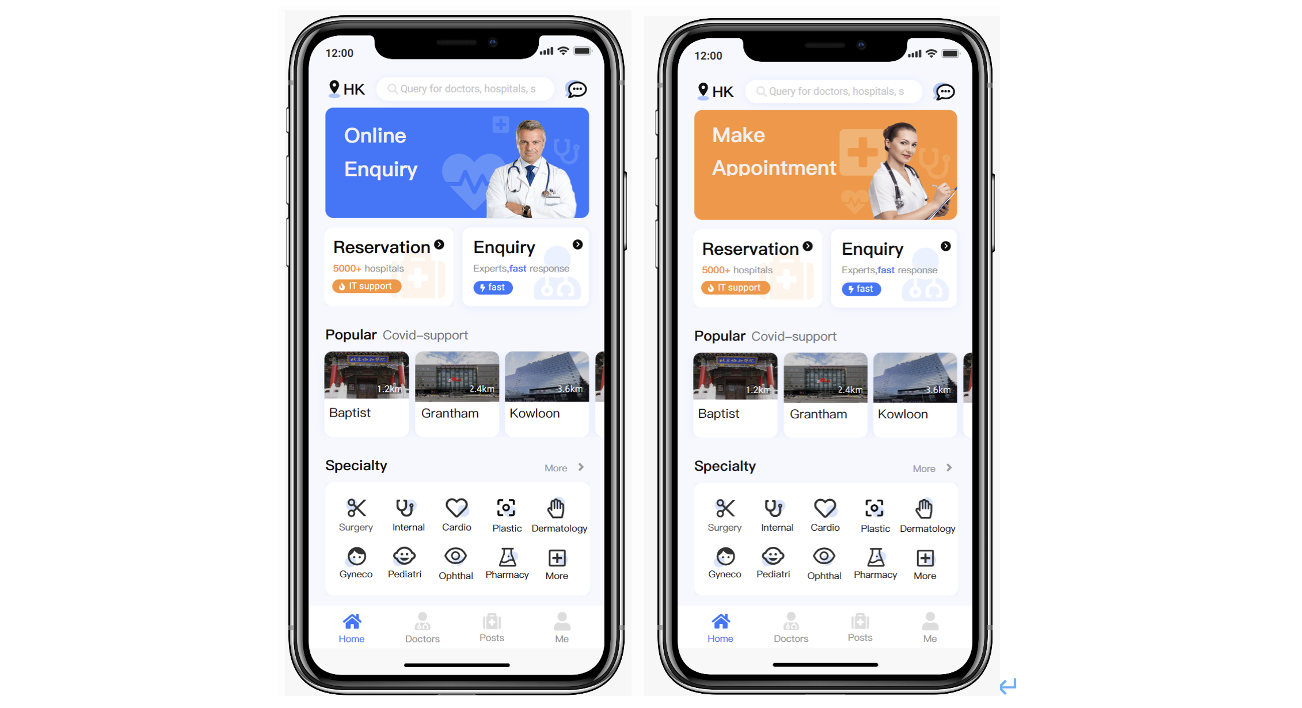 12:00
HK
Query for doctors, hospitals, s
Online
Enquiry
Reservation
5000+ hospitals
IT support
Enquiry
Experts,fast response
fast
Popular Covid-support
1.2km
2.4km
3.6km
Baptist
Grantham
Kowloon
Specialty
More
Surgery
Internal
Cardio
Plastic
Dermatology
Gyneco
Pediatri
Ophthal
Pharmacy
More
Home
Doctors
Posts
Me
12:00
HK
Query for doctors, hospitals, s
Make
Appointment
Reservation
5000+ hospitals
IT support
Enquiry
Experts,fast response
fast
Popular Covid-support
1.2km
2.4km
3.6km
Baptist
Grantham
Kowloon
Specialty
More
Surgery
Internal
Cardio
Plastic
Dermatology
Gyneco
Pediatri
Ophthal
Pharmacy
More
Home
Doctors
Posts
Me